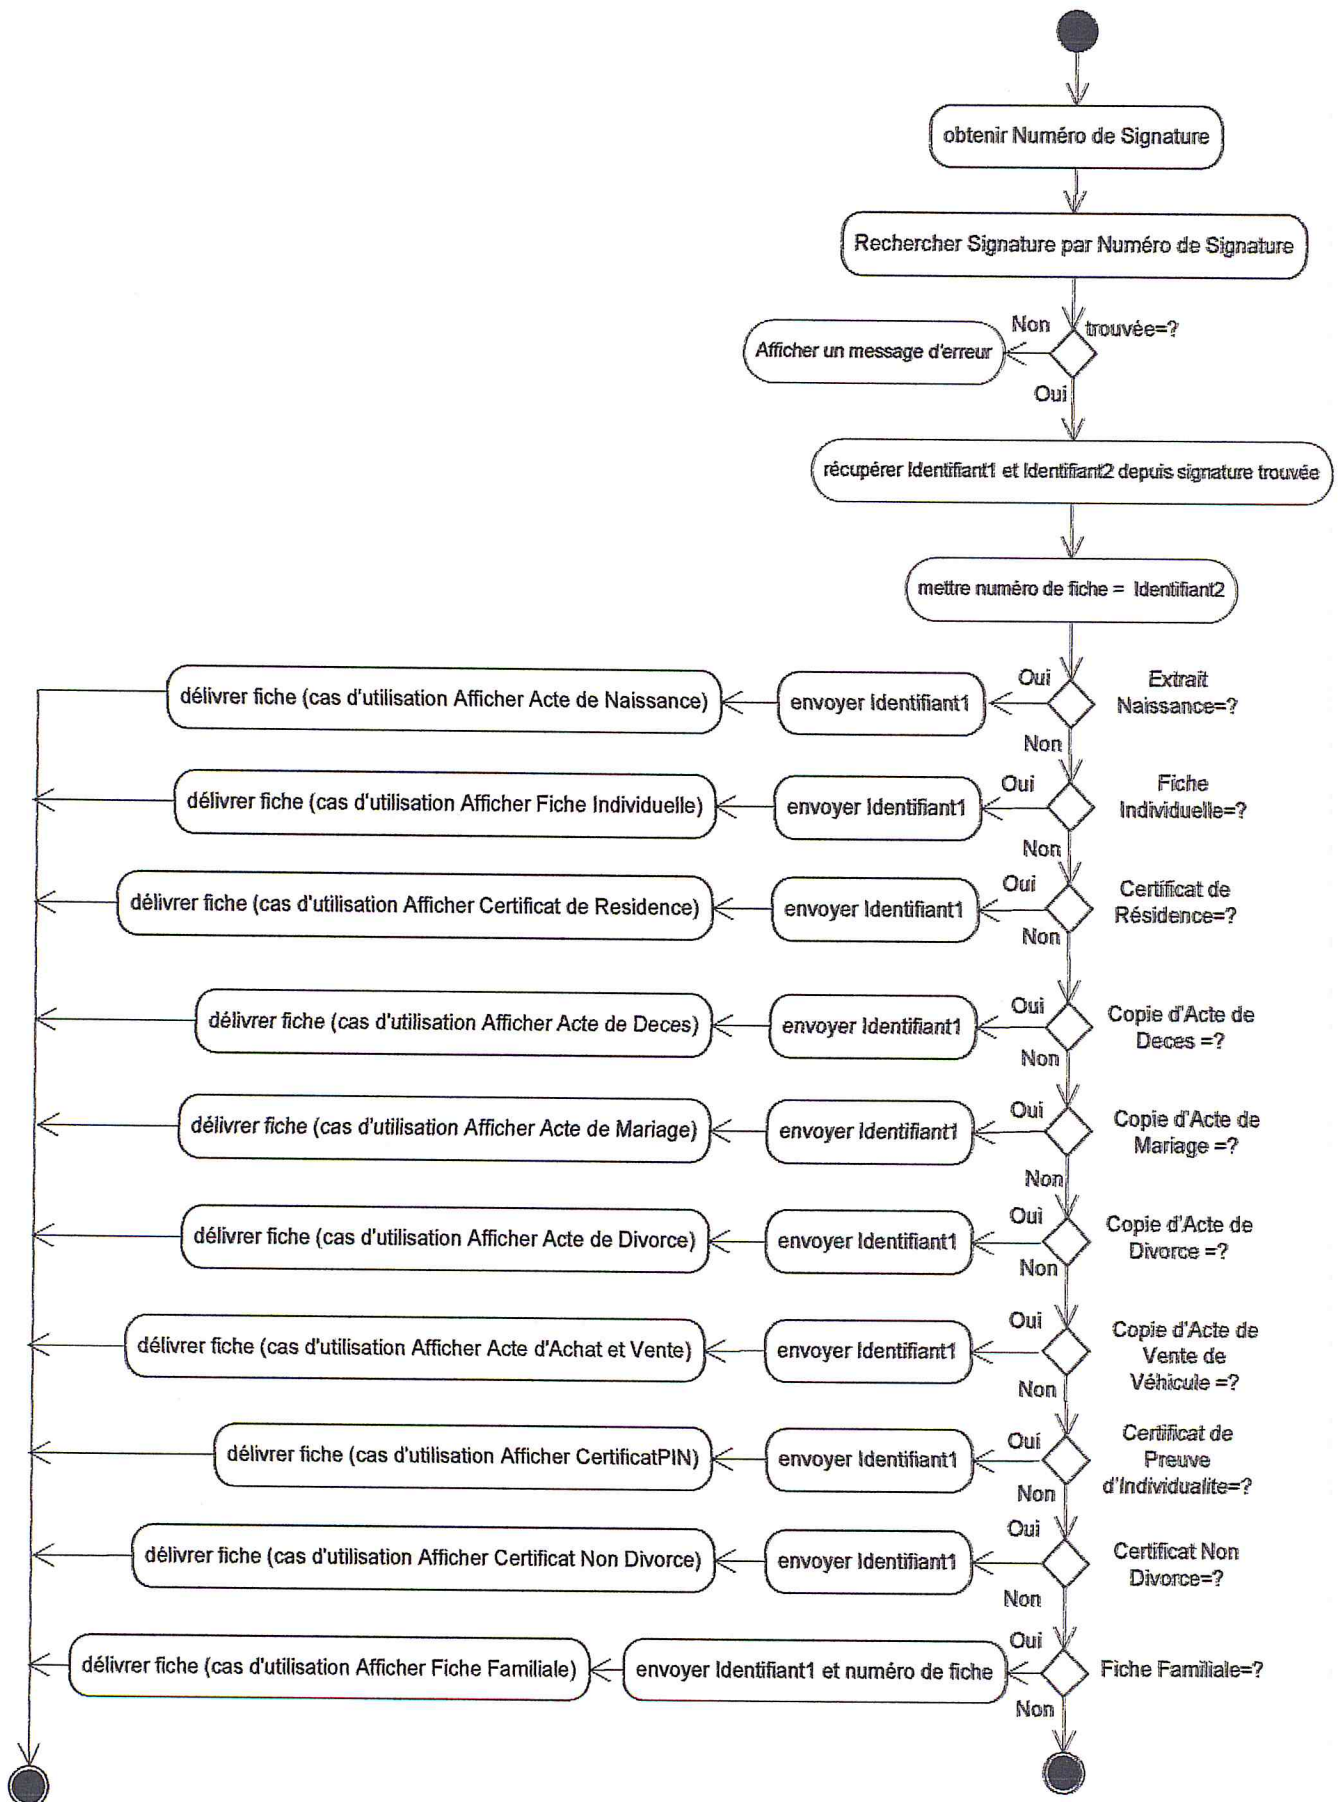 obtenir Numéro de Signature
Rechercher Signature par Numéro de Signature
Non
trouvée=?
Afficher un message d'erreur
Oui
récupérer Identifiant1 et Identifiant2 depuis signature trouvée
mettre numéro de fiche = Identifiant2
délivrer fiche (cas d'utilisation Afficher Acte de Naissance)
envoyer Identifiant1
Oui
Extrait
Naissance=?
Non
délivrer fiche (cas d'utilisation Afficher Fiche Individuelle)
envoyer Identifiant1
Oui
Fiche
Individuelle=?
Non
délivrer fiche (cas d'utilisation Afficher Certificat de Residence)
envoyer Identifiant1
Oui
Certificat de
Résidence=?
Non
délivrer fiche (cas d'utilisation Afficher Acte de Deces)
envoyer Identifiant1
Oui
Copie d'Acte de
Deces =?
Non
délivrer fiche (cas d'utilisation Afficher Acte de Mariage)
envoyer Identifiant1
Oui
Copie d'Acte de
Mariage =?
Non
délivrer fiche (cas d'utilisation Afficher Acte de Divorce)
envoyer Identifiant1
Oui
Copie d'Acte de
Divorce =?
Non
délivrer fiche (cas d'utilisation Afficher Acte d'Achat et Vente)
envoyer Identifiant1
Oui
Copie d'Acte de
Vente de
Véhicule =?
Non
délivrer fiche (cas d'utilisation Afficher CertificatPIN)
envoyer Identifiant1
Oui
Certificat de
Preuve
d'Individualite=?
Non
délivrer fiche (cas d'utilisation Afficher Certificat Non Divorce)
envoyer Identifiant1
Oui
Certificat Non
Divorce=?
Non
délivrer fiche (cas d'utilisation Afficher Fiche Familiale)
envoyer Identifiant1 et numéro de fiche
Oui
Fiche Familiale=?
Non